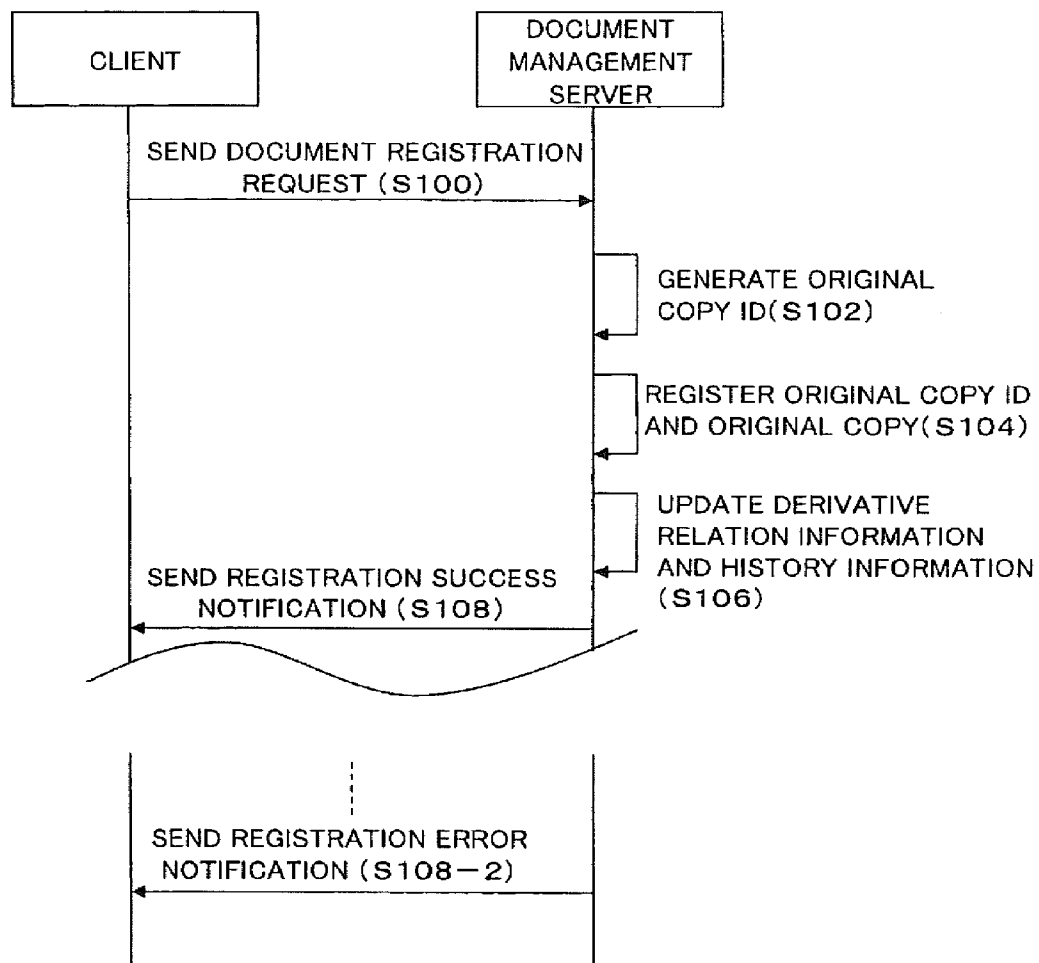 CLIENT
DOCUMENT
MANAGEMENT
SERVER
SEND DOCUMENT REGISTRATION
REQUEST (S100)
GENERATE ORIGINAL
COPY ID(S102)
REGISTER ORIGINAL COPY ID
AND ORIGINAL COPY(S104)
UPDATE DERIVATIVE
RELATION INFORMATION
AND HISTORY INFORMATION
(S106)
SEND REGISTRATION SUCCESS
NOTIFICATION (S108)
SEND REGISTRATION ERROR
NOTIFICATION (S108-2)